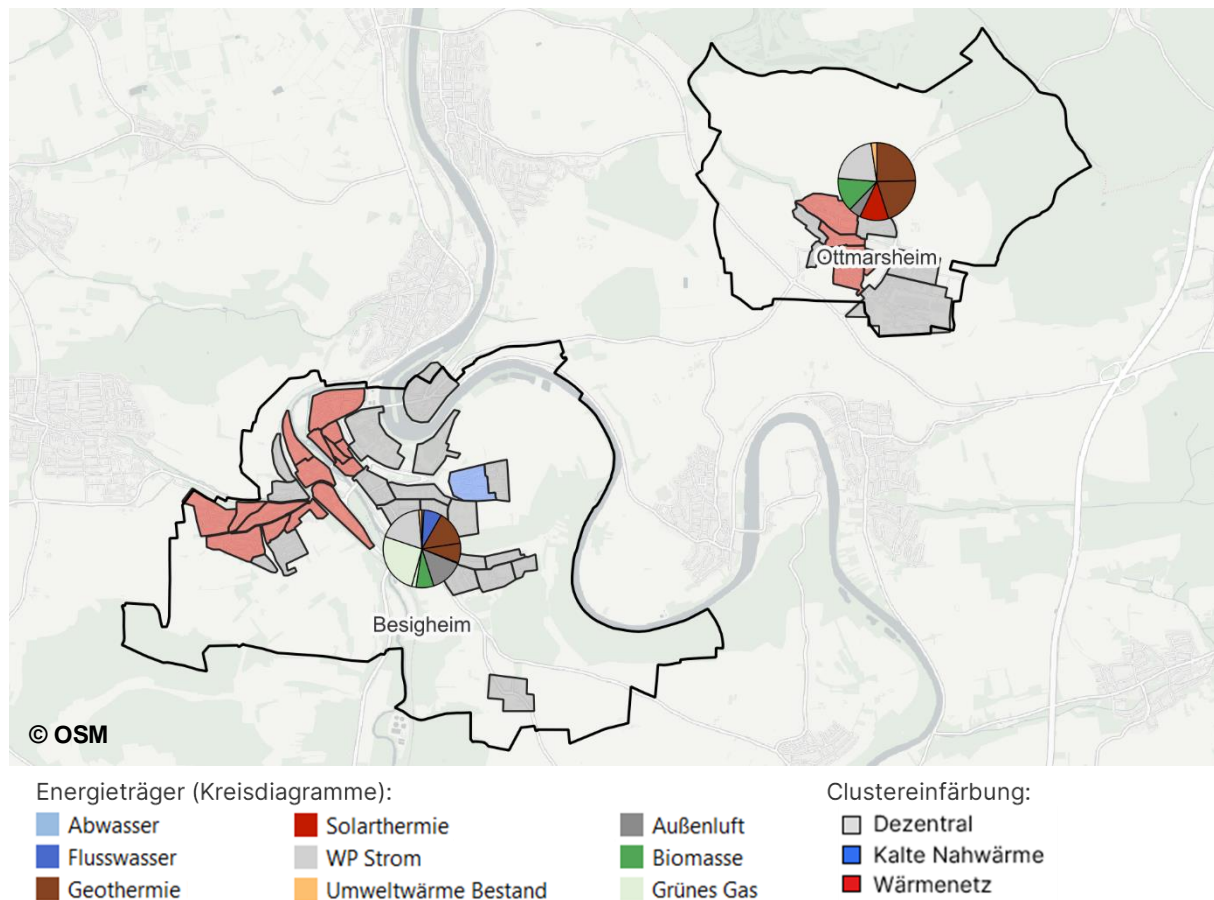 Ottmarsheim
Besigheim
© OSM
Energieträger (Kreisdiagramme):
Abwasser
Flusswasser
Geothermie
Solarthermie
WP Strom
Umweltwärme Bestand
Außenluft
Biomasse
Grünes Gas
Clustereinfärbung:
Dezentral
Kalte Nahwärme
Wärmenetz